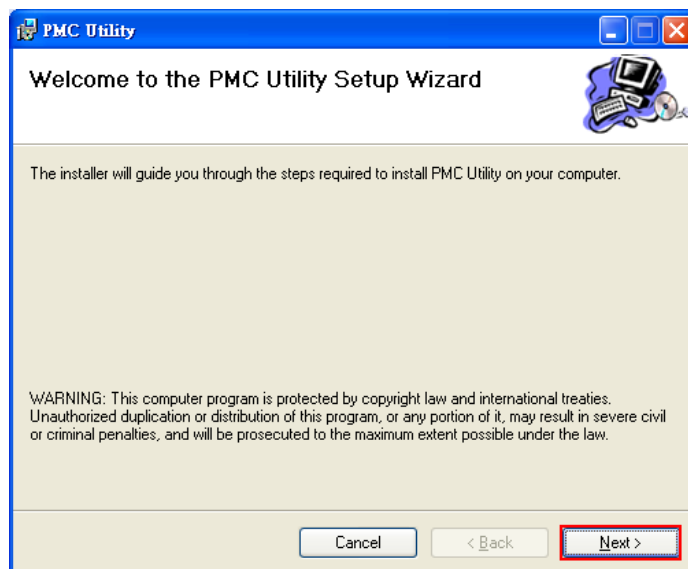 PMC Utility
Welcome to the PMC Utility Setup Wizard
The installer will guide you through the steps required to install PMC Utility on your computer.
WARNING: This computer program is protected by copyright law and international treaties.
Unauthorized duplication or distribution of this program, or any portion of it, may result in severe civil
or criminal penalties, and will be prosecuted to the maximum extent possible under the law.
Cancel < Back Next >